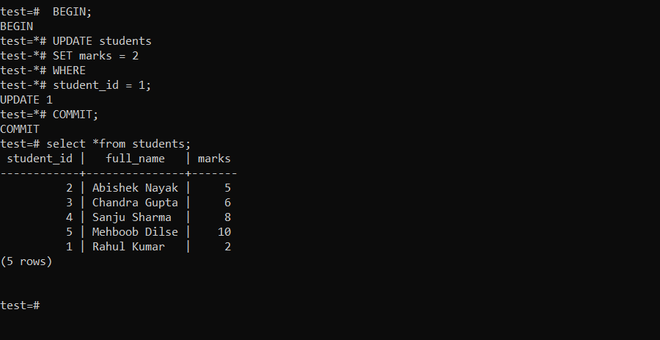 test=#  BEGIN;
BEGIN
test=*# UPDATE students
test-*# SET marks = 2
test-*# WHERE
test-*# student_id = 1;
UPDATE 1
test=*# COMMIT;
COMMIT
test=# select *from students;
 student_id |   full_name   | marks
------------+---------------+-------
          2 | Abishek Nayak |     5
          3 | Chandra Gupta |     6
          4 | Sanju Sharma  |     8
          5 | Mehboob Dilse |    10
          1 | Rahul Kumar   |     2
(5 rows)
test=#